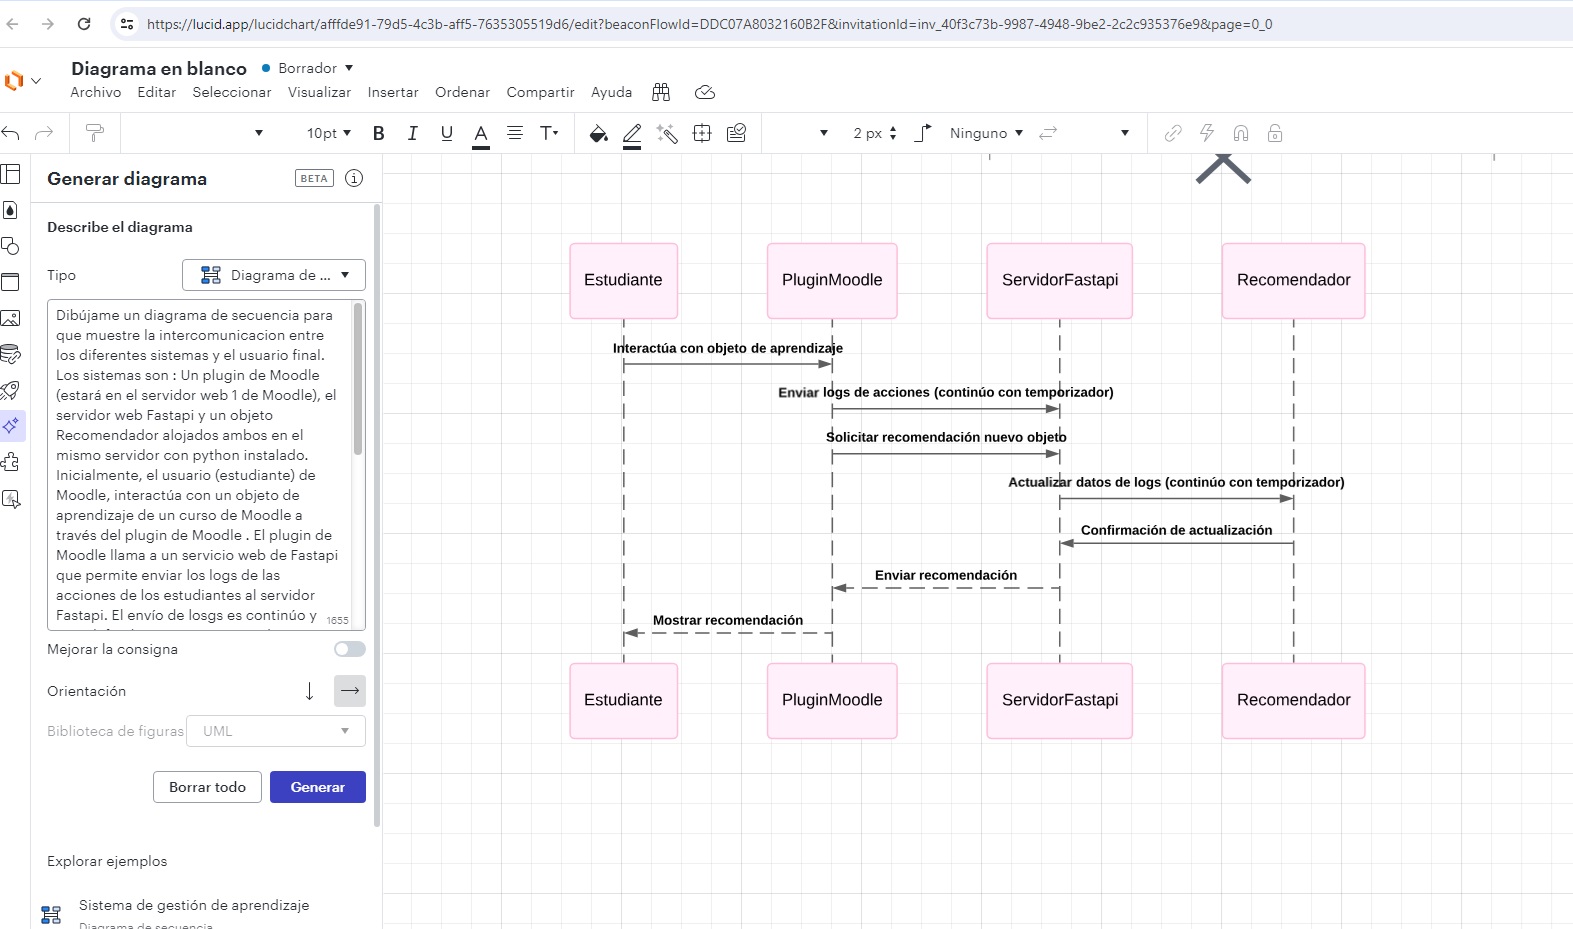 https://lucid.app/lucidchart/afffde91-79d5-4c3b-aff5-7635305519d6/edit?beaconFlowId=DDC07A8032160B2F&invitationId=inv_40f3c73b-9987-4948-9be2-2c2c935376e9&page=0_0
Diagrama en blanco Borrador
Archivo Editar Seleccionar Visualizar Insertar Ordenar Compartir Ayuda
10pt B I U A T 2 px Ninguno
Generar diagrama BETA
Describe el diagrama
Tipo Diagrama de ...
Dibújame un diagrama de secuencia para
que muestre la intercomunicacion entre
los diferentes sistemas y el usuario final.
Los sistemas son : Un plugin de Moodle
(estará en el servidor web 1 de Moodle), el
servidor web Fastapi y un objeto
Recomendador alojados ambos en el
mismo servidor con python instalado.
Inicialmente, el usuario (estudiante) de
Moodle, interactúa con un objeto de
aprendizaje de un curso de Moodle a
través del plugin de Moodle . El plugin de
Moodle llama a un servicio web de Fastapi
que permite enviar los logs de las
acciones de los estudiantes al servidor
Fastapi. El envío de losgs es continúo y
1655
Mejorar la consigna
Orientación
Biblioteca de figuras UML
Borrar todo Generar
Explorar ejemplos
Sistema de gestión de aprendizaje
Diagrama de secuencia
Estudiante PluginMoodle ServidorFastapi Recomendador
Interactúa con objeto de aprendizaje
Enviar logs de acciones (continúo con temporizador)
Solicitar recomendación nuevo objeto
Actualizar datos de logs (continúo con temporizador)
Confirmación de actualización
Enviar recomendación
Mostrar recomendación
Estudiante PluginMoodle ServidorFastapi Recomendador